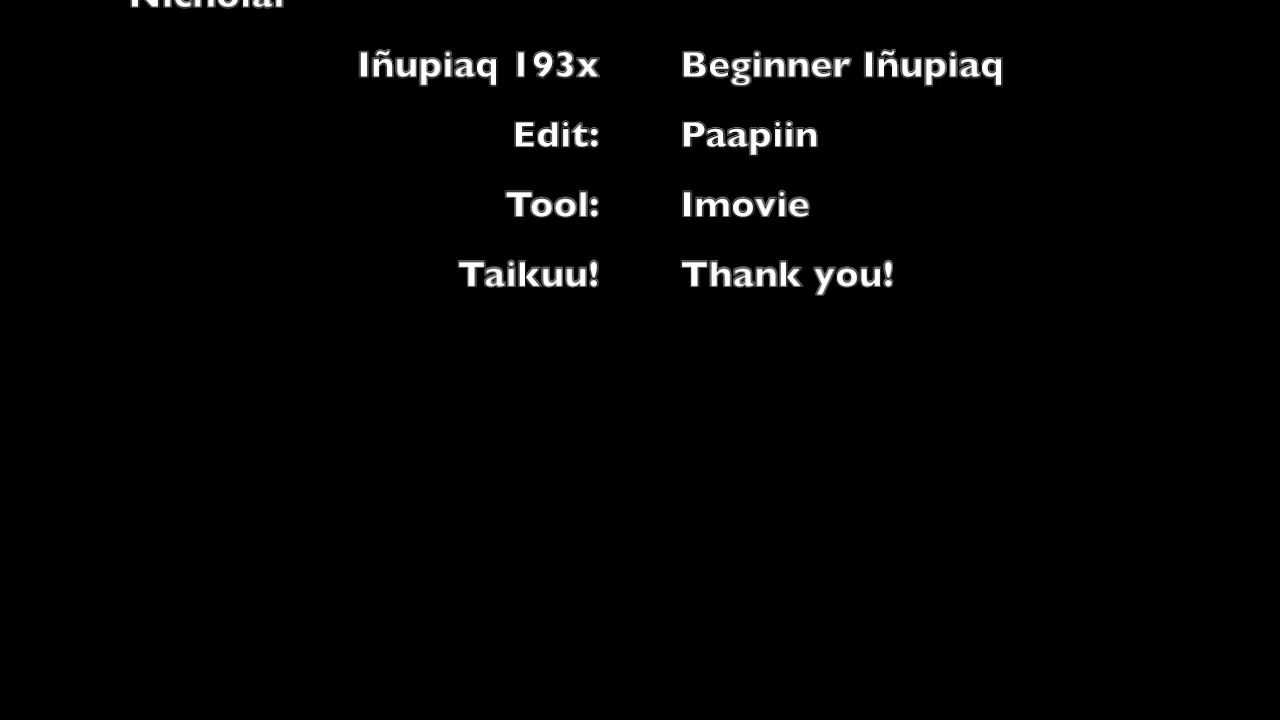 Iñupiaq 193x Beginner Iñupiaq
Edit: Paapiin
Tool: Imovie
Taikuu! Thank you!